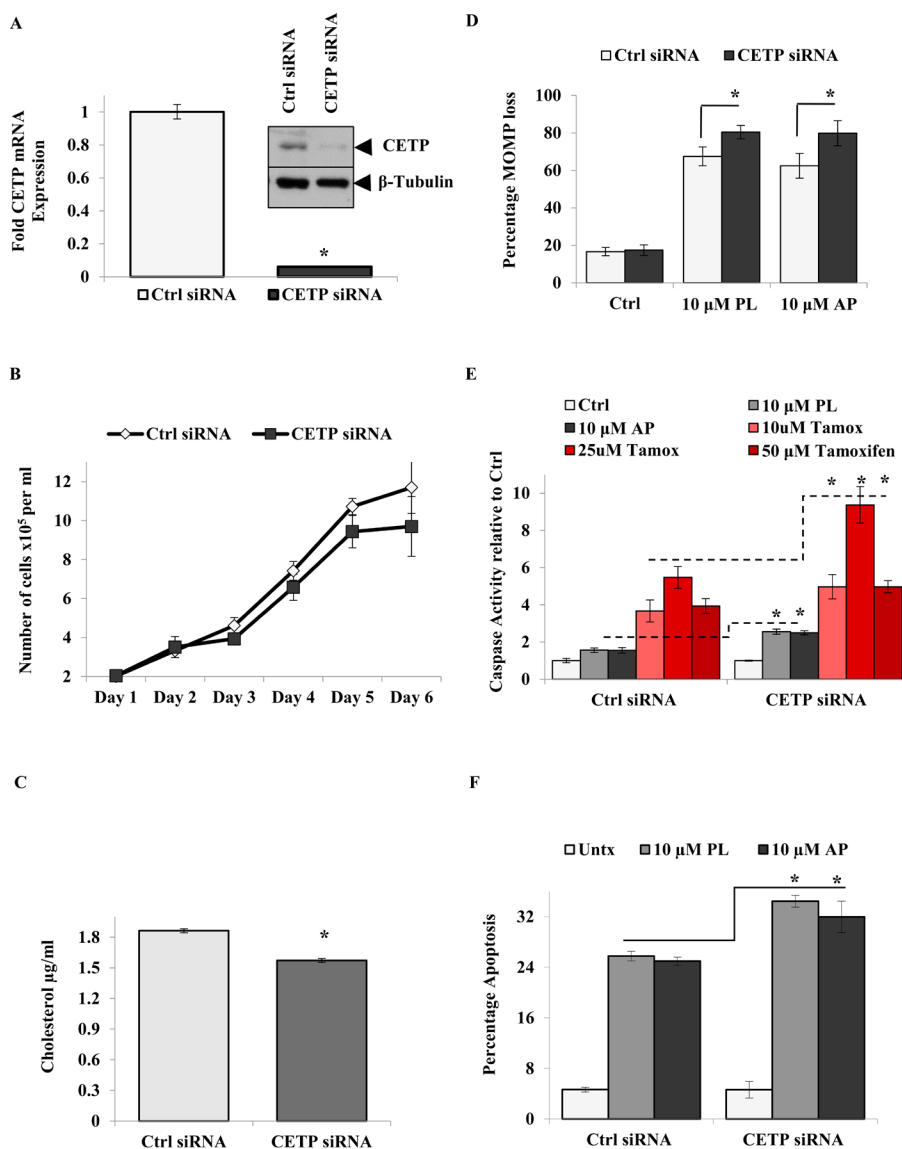 A
Fold CETP mRNA
Expression
1
0.8
0.6
0.4
0.2
0
Ctrl siRNA
CETP siRNA
CETP
β-Tubulin
*
Ctrl siRNA
CETP siRNA
B
Ctrl siRNA
CETP siRNA
Number of cells x10⁵ per ml
12
10
8
6
4
2
Day 1
Day 2
Day 3
Day 4
Day 5
Day 6
C
Cholesterol µg/ml
1.8
1.5
1.2
0.9
0.6
0.3
0
*
Ctrl siRNA
CETP siRNA
D
Ctrl siRNA
CETP siRNA
Percentage MOMP loss
100
80
60
40
20
0
*
*
Ctrl
10 µM PL
10 µM AP
E
Ctrl
10 µM PL
10 µM AP
10uM Tamox
25uM Tamox
50 µM Tamoxifen
Caspase Activity relative to Ctrl
10
8
6
4
2
0
* * *
* *
Ctrl siRNA
CETP siRNA
F
Untx
10 µM PL
10 µM AP
Percentage Apoptosis
32
24
16
8
0
* *
Ctrl siRNA
CETP siRNA